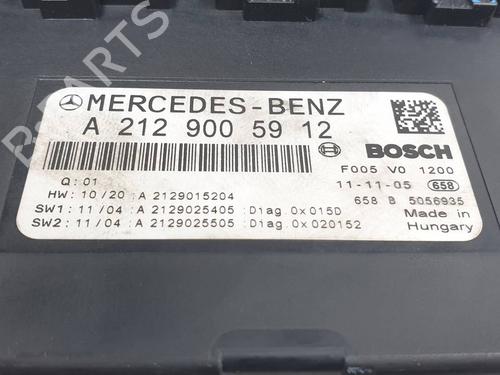 MERCEDES-BENZ
A 212 900 59 12
BOSCH
Q: 01
F005 V0 1200
HW: 10/20 :A 2129015204
11-11-05 658
SW1: 11/04 :A 2129025405 :Diag.0x015D
658 B 5056935
SW2: 11/04 :A 2129025505 :Diag.0x020152
Made in
Hungary
PARTS